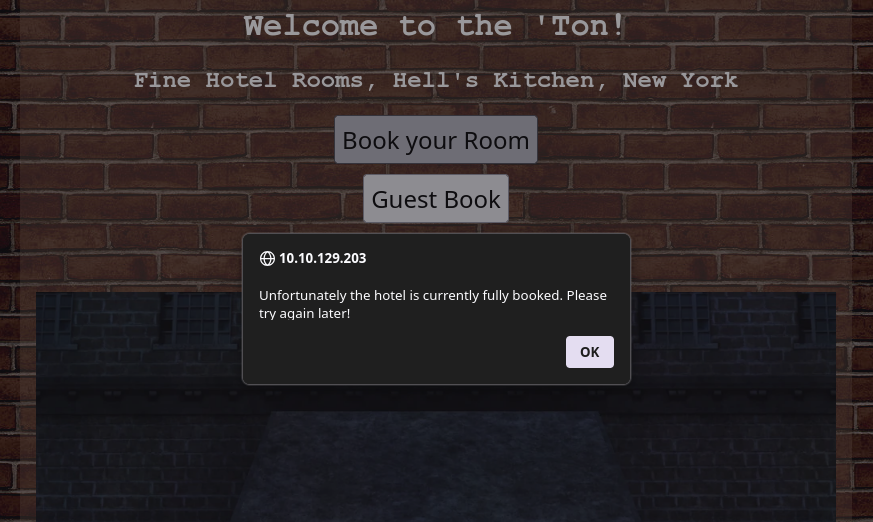 Welcome to the 'Ton!
Fine Hotel Rooms, Hell's Kitchen, New York
Book your Room
Guest Book
10.10.129.203
Unfortunately the hotel is currently fully booked. Please
try again later!
OK